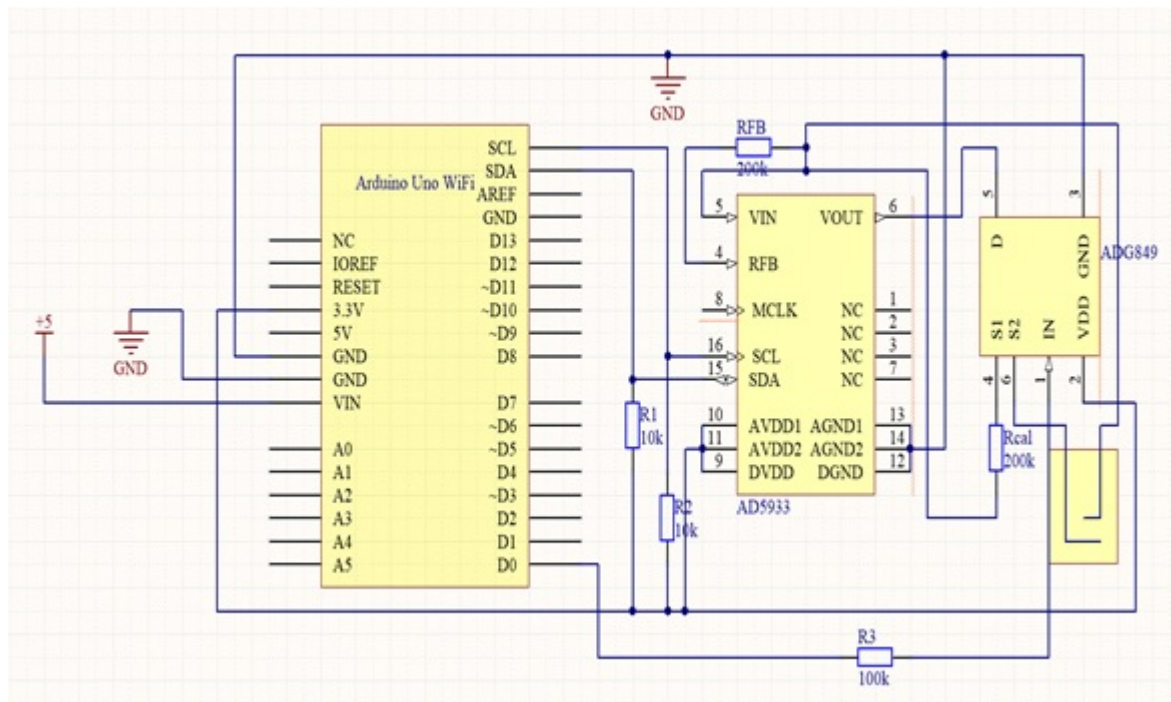 GND
RFB
200k
SCL
SDA
AREF
GND
D13
D12
~D11
~D10
~D9
D8
D7
~D6
~D5
D4
~D3
D2
D1
D0
Arduino Uno WiFi
NC
IOREF
RESET
3.3V
5V
GND
GND
VIN
A0
A1
A2
A3
A4
A5
+5
GND
R1
10k
R2
10k
5 VIN
4 RFB
8 MCLK
16 SCL
15 SDA
10 AVDD1
11 AVDD2
9 DVDD
VOUT 6
NC 1
NC 2
NC 3
NC 7
AGND1 13
AGND2 14
DGND 12
AD5933
5 D
3 GND
ADG849
S1 4
S2 6
IN 1
VDD 2
Rcal
200k
R3
100k